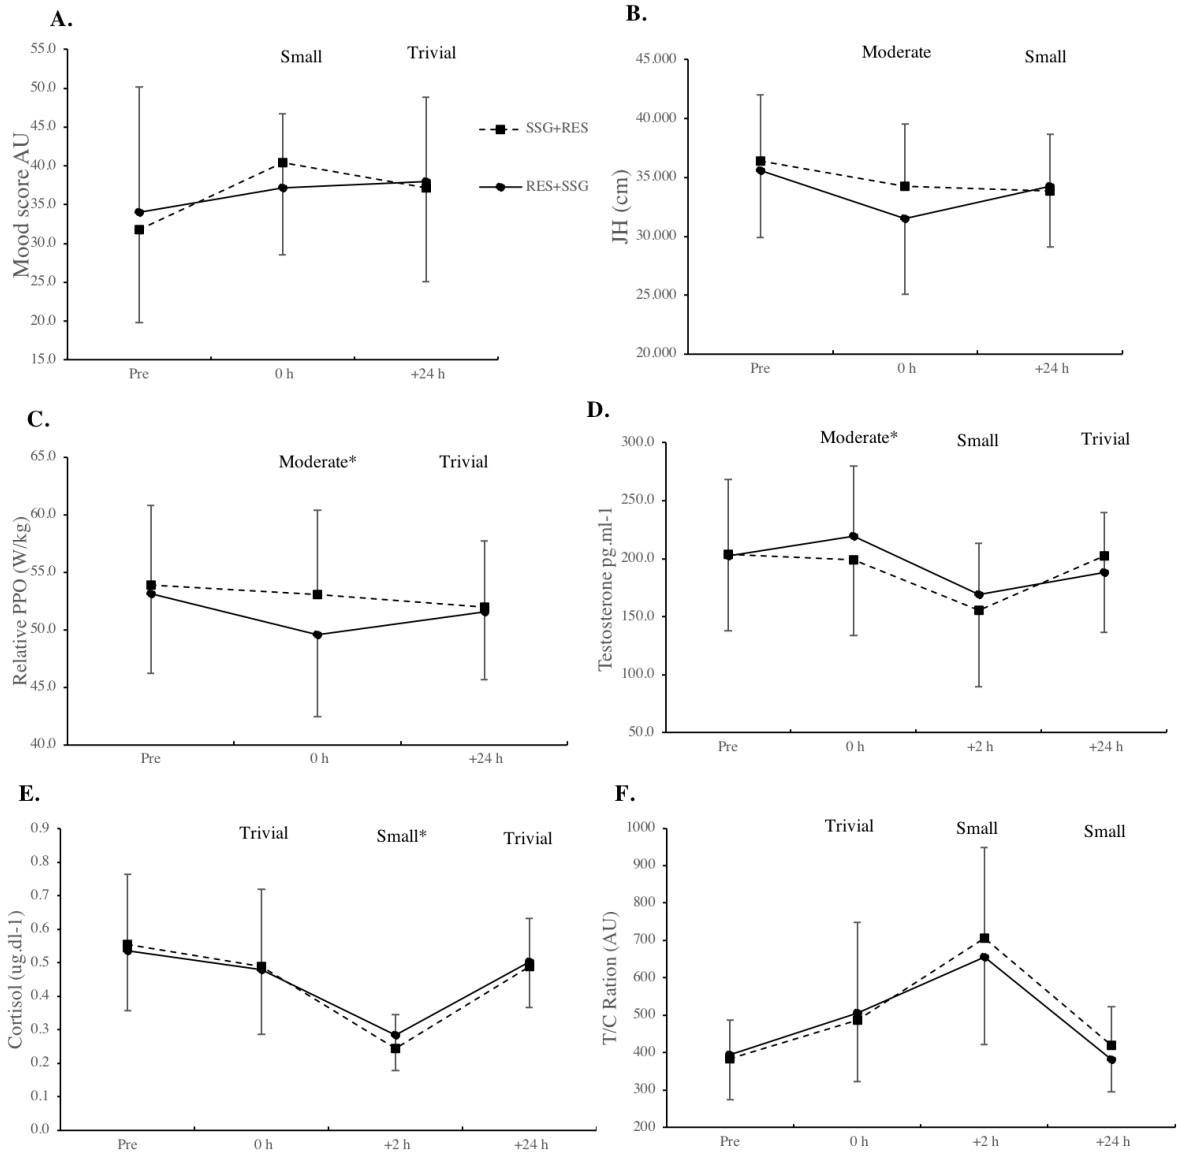 A.
Small
Trivial
55.0
50.0
45.0
40.0
35.0
30.0
25.0
20.0
15.0
Mood score AU
Pre
0 h
+24 h
SSG+RES
RES+SSG
B.
Moderate
Small
45.000
40.000
35.000
30.000
25.000
20.000
JH (cm)
Pre
0 h
+24 h
C.
Moderate*
Trivial
65.0
60.0
55.0
50.0
45.0
40.0
Relative PPO (W/kg)
Pre
0 h
+24 h
D.
Moderate*
Small
Trivial
300.0
250.0
200.0
150.0
100.0
50.0
Testosterone pg.ml-1
Pre
0 h
+2 h
+24 h
E.
Trivial
Small*
Trivial
0.9
0.8
0.7
0.6
0.5
0.4
0.3
0.2
0.1
0.0
Cortisol (ug.dl-1)
Pre
0 h
+2 h
+24 h
F.
Trivial
Small
Small
1000
900
800
700
600
500
400
300
200
T/C Ration (AU)
Pre
0 h
+2 h
+24 h